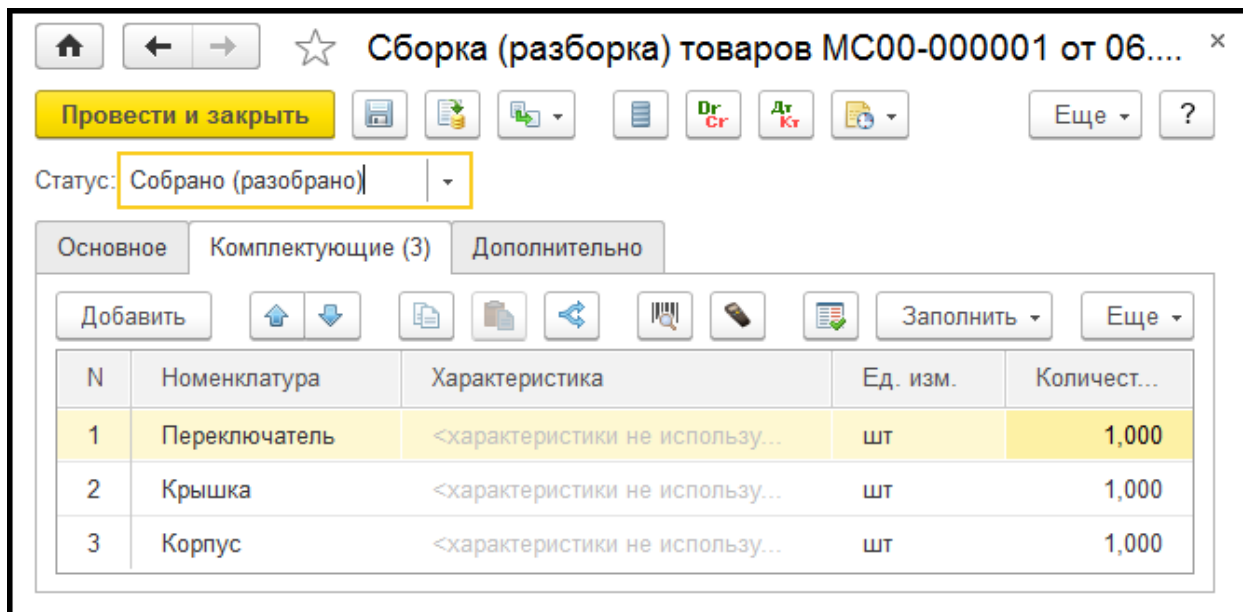 Сборка (разборка) товаров МС00-000001 от 06.... ×
Провести и закрыть Dr Cr Дт Кт Еще ?
Статус: Собрано (разобрано)
Основное Комплектующие (3) Дополнительно
Добавить Заполнить Еще
N Номенклатура Характеристика Ед. изм. Количест...
1 Переключатель <характеристики не использу... шт 1,000
2 Крышка <характеристики не использу... шт 1,000
3 Корпус <характеристики не использу... шт 1,000